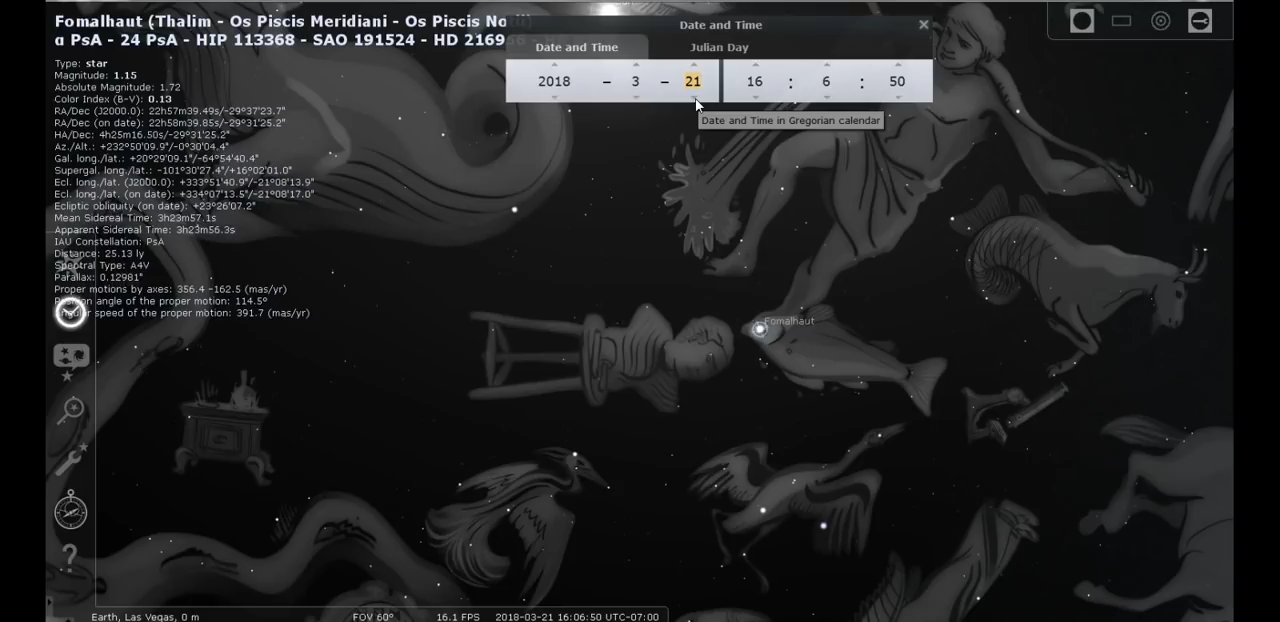 Fomalhaut (Thalim - Os Piscis Meridiani - Os Piscis No
α PsA - 24 PsA - HIP 113368 - SAO 191524 - HD 2169
Type: star
Magnitude: 1.15
Absolute Magnitude: 1.72
Color Index (B-V): 0.13
RA/Dec (J2000.0): 22h57m39.49s/-29°37'23.7"
RA/Dec (on date): 22h58m39.85s/-29°31'25.2"
HA/Dec: 4h25m16.50s/-29°31'25.2"
Az./Alt.: +232°50'09.9"/-0°30'04.4"
Gal. long./lat.: +20°29'09.1"/-64°54'40.4"
Supergal. long./lat.: -101°30'27.4"/+16°02'01.0"
Ecl. long./lat. (J2000.0): +333°51'40.9"/-21°08'13.9"
Ecl. long./lat. (on date): +334°07'13.5"/-21°08'17.0"
Ecliptic obliquity (on date): +23°26'07.2"
Mean Sidereal Time: 3h23m57.1s
Apparent Sidereal Time: 3h23m56.3s
IAU Constellation: PsA
Distance: 25.13 ly
Spectral Type: A4V
Parallax: 0.12981"
Proper motions by axes: 356.4 -162.5 (mas/yr)
Position angle of the proper motion: 114.5°
Angular speed of the proper motion: 391.7 (mas/yr)
Date and Time
Date and Time
Julian Day
2018 - 3 - 21 16 : 6 : 50
Date and Time in Gregorian calendar
Fomalhaut
Earth, Las Vegas, 0 m FOV 60° 16.1 FPS 2018-03-21 16:06:50 UTC-07:00